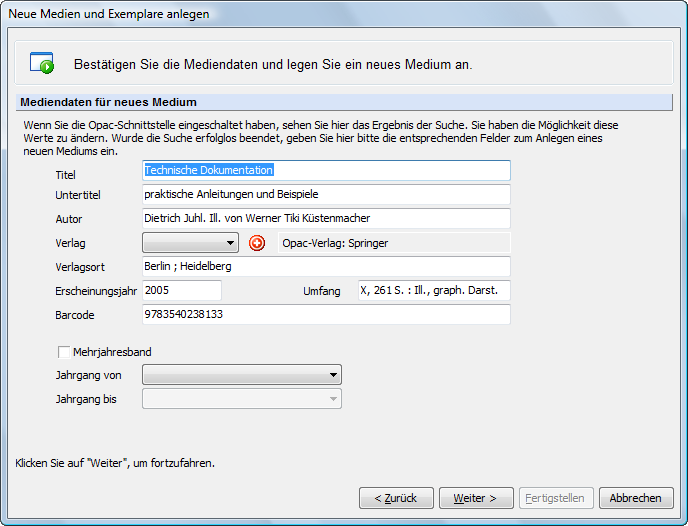 Neue Medien und Exemplare anlegen
Bestätigen Sie die Mediendaten und legen Sie ein neues Medium an.
Mediendaten für neues Medium
Wenn Sie die Opac-Schnittstelle eingeschaltet haben, sehen Sie hier das Ergebnis der Suche. Sie haben die Möglichkeit diese
Werte zu ändern. Wurde die Suche erfolglos beendet, geben Sie hier bitte die entsprechenden Felder zum Anlegen eines
neuen Mediums ein.
Titel Technische Dokumentation
Untertitel praktische Anleitungen und Beispiele
Autor Dietrich Juhl. Ill. von Werner Tiki Küstenmacher
Verlag Opac-Verlag: Springer
Verlagsort Berlin ; Heidelberg
Erscheinungsjahr 2005 Umfang X, 261 S. : Ill., graph. Darst.
Barcode 9783540238133
Mehrjahresband
Jahrgang von
Jahrgang bis
Klicken Sie auf "Weiter", um fortzufahren.
< Zurück Weiter > Fertigstellen Abbrechen